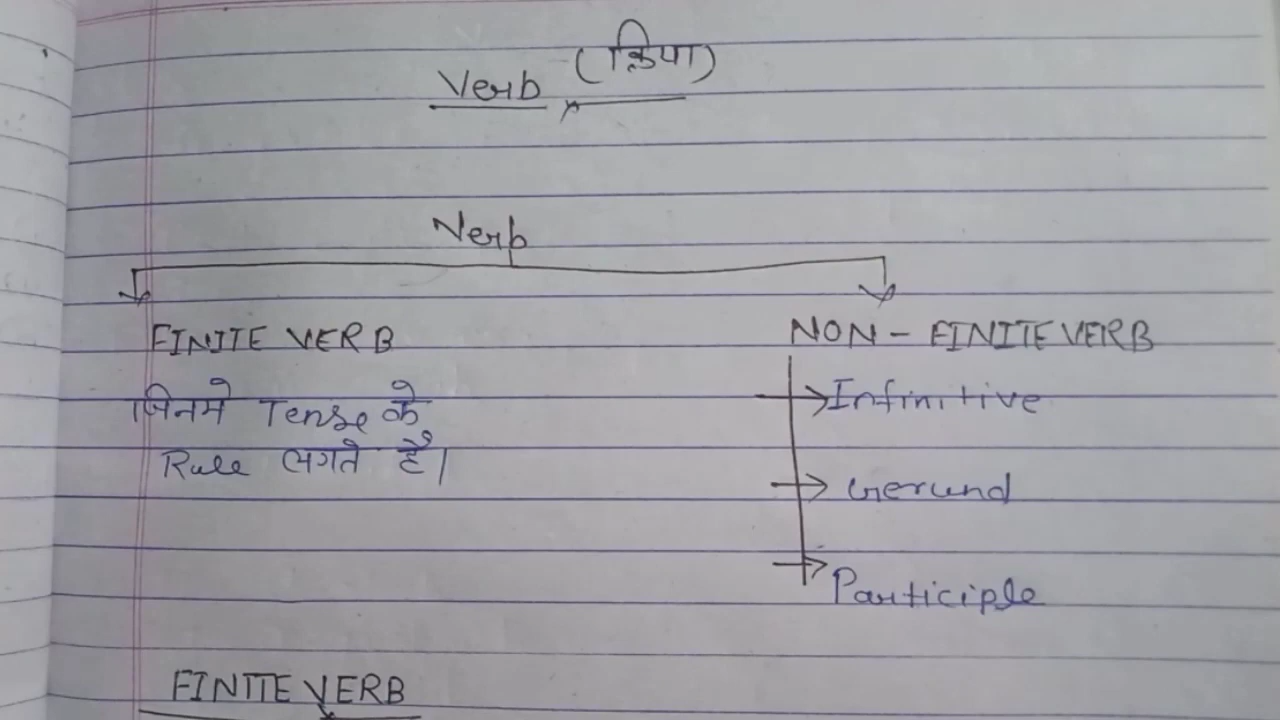 Verb (क्रिया)
Verb
FINITE VERB
NON - FINITE VERB
जिनमे Tense के
Rule लगते है।
Infinitive
Gerund
Participle
FINITE VERB